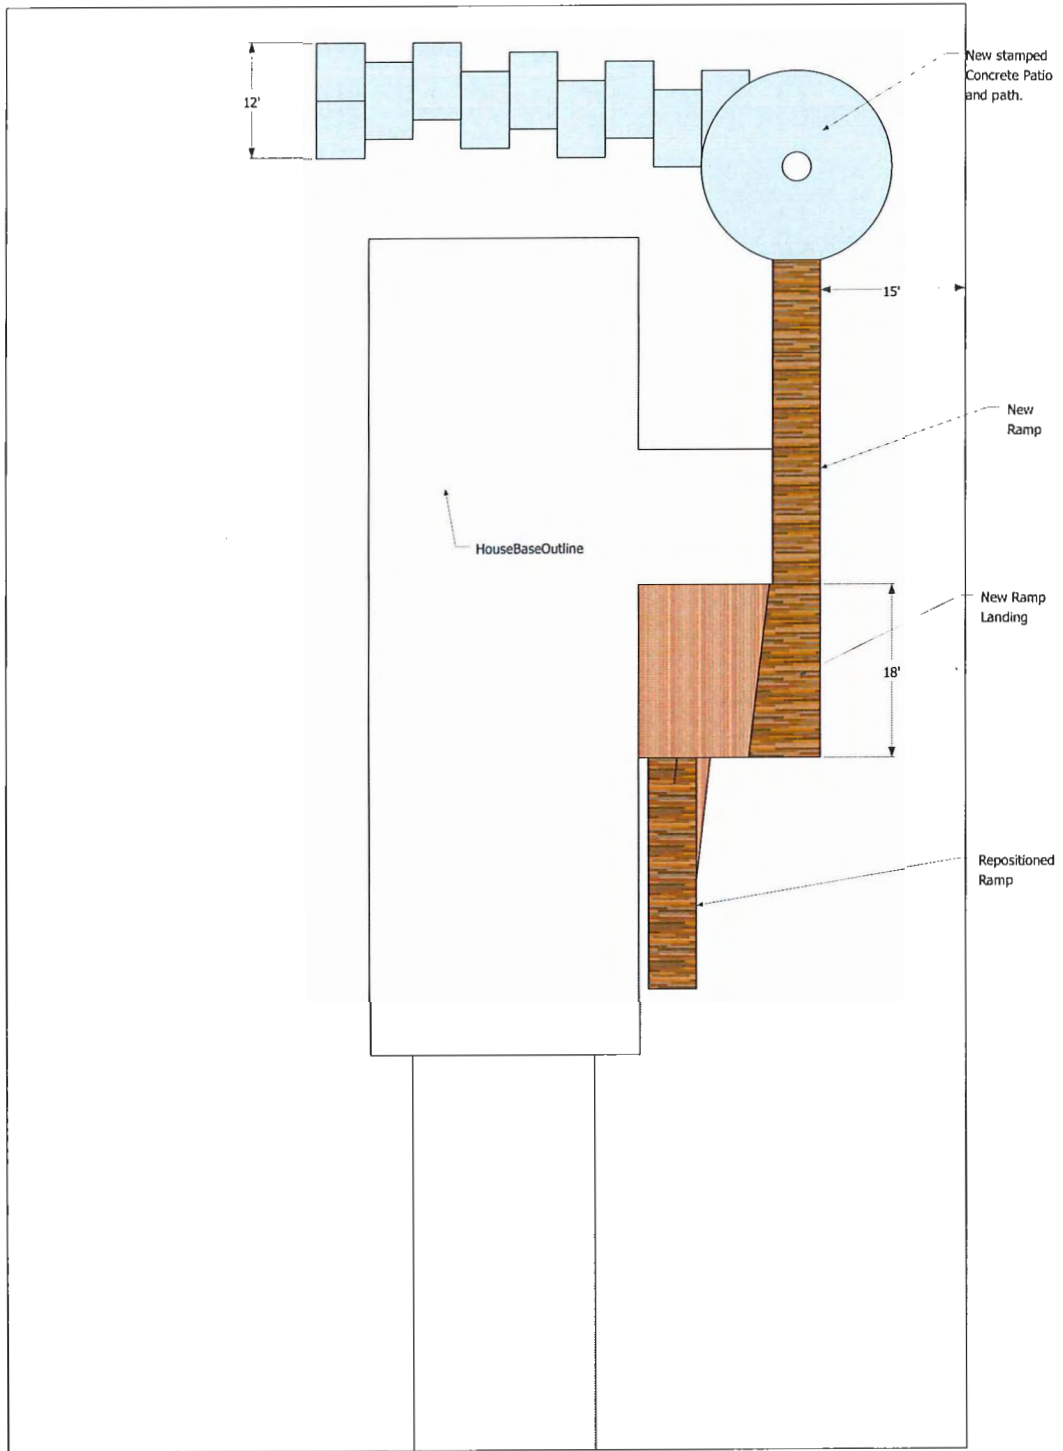 New stamped
Concrete Patio
and path.
12'
15'
New
Ramp
HouseBaseOutline
New Ramp
Landing
18'
Repositioned
Ramp